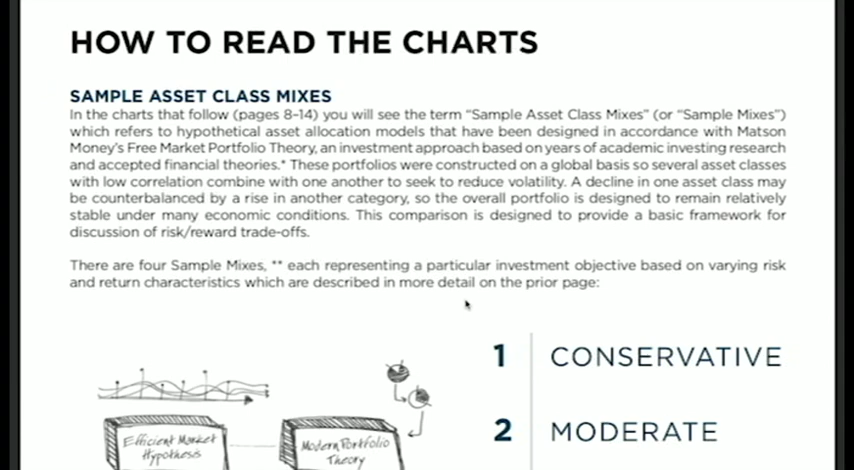 HOW TO READ THE CHARTS
SAMPLE ASSET CLASS MIXES
In the charts that follow (pages 8–14) you will see the term “Sample Asset Class Mixes” (or “Sample Mixes”)
which refers to hypothetical asset allocation models that have been designed in accordance with Matson
Money’s Free Market Portfolio Theory, an investment approach based on years of academic investing research
and accepted financial theories.* These portfolios were constructed on a global basis so several asset classes
with low correlation combine with one another to seek to reduce volatility. A decline in one asset class may
be counterbalanced by a rise in another category, so the overall portfolio is designed to remain relatively
stable under many economic conditions. This comparison is designed to provide a basic framework for
discussion of risk/reward trade-offs.
There are four Sample Mixes, ** each representing a particular investment objective based on varying risk
and return characteristics which are described in more detail on the prior page:
1 CONSERVATIVE
2 MODERATE
Efficient Market
Hypothesis
Modern Portfolio
Theory